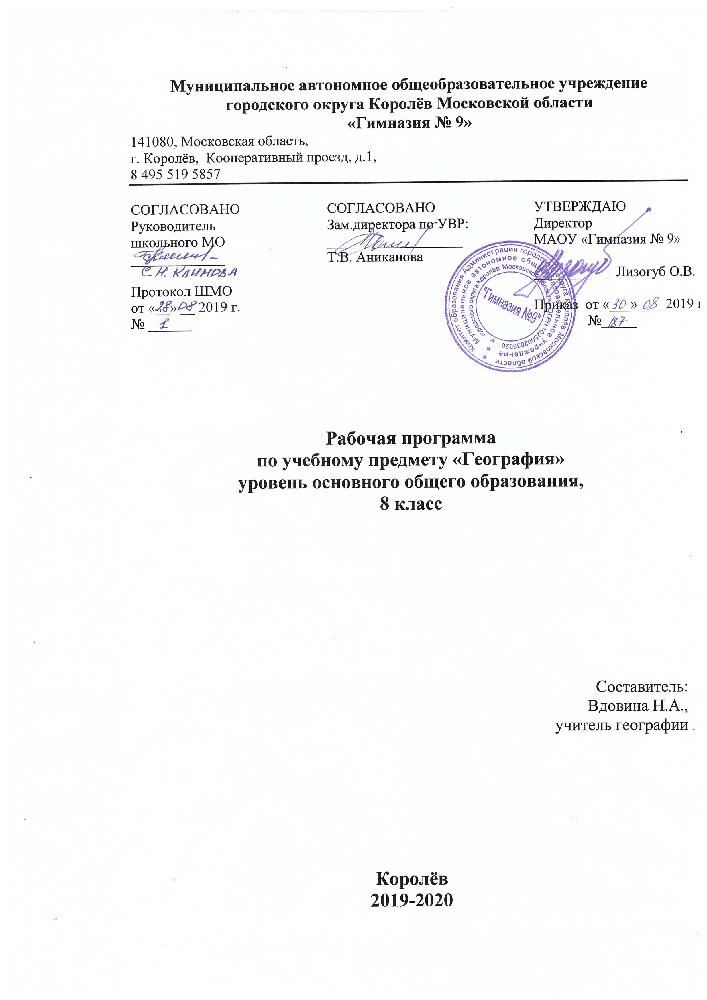 Муниципальное автономное общеобразовательное учреждение
городского округа Королёв Московской области
«Гимназия № 9»
141080, Московская область,
г. Королёв, Кооперативный проезд, д.1,
8 495 519 5857
СОГЛАСОВАНО
Руководитель
школьного МО
С.Н. КЛИМОВА
Протокол ШМО
от «28» 08 2019 г.
№ 1
СОГЛАСОВАНО
Зам.директора по УВР:
Т.В. Аниканова
УТВЕРЖДАЮ
Директор
МАОУ «Гимназия № 9»
Лизогуб О.В.
Приказ от «30» 08 2019 г
№ 187
Комитет образования Администрации городского округа Королёв Московской области *
Муниципальное автономное общеобразовательное учреждение *
городского округа Королёв Московской области * ОГРН 1025002035926 *
"Гимназия №9"
Рабочая программа
по учебному предмету «География»
уровень основного общего образования,
8 класс
Составитель:
Вдовина Н.А.,
учитель географии
Королёв
2019-2020